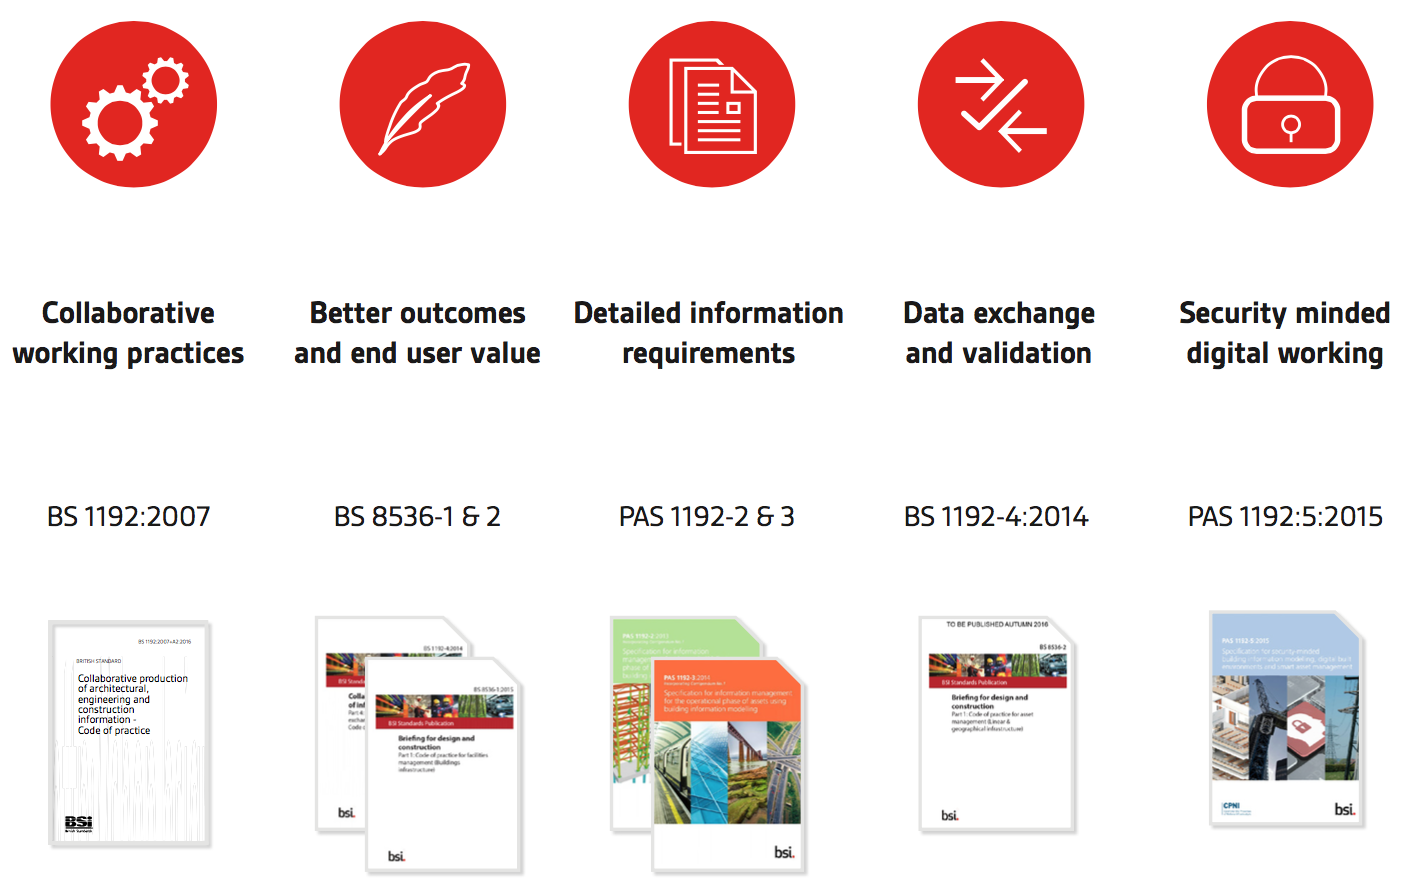 Collaborative
working practices
Better outcomes
and end user value
Detailed information
requirements
Data exchange
and validation
Security minded
digital working
BS 1192:2007
BS 8536-1 & 2
PAS 1192-2 & 3
BS 1192-4:2014
PAS 1192:5:2015
BS 1192:2007+A2:2016
BRITISH STANDARD
Collaborative production
of architectural,
engineering and
construction
information -
Code of practice
BSi
British Standards
BS 1192-4:2014
BSI Stan
Colla
of inf
Part 4:
exchan
Code o
bsi.
BS 8536-1:2015
BSI Standards Publication
Briefing for design and
construction
Part 1: Code of practice for facilities
management (Buildings
infrastructure)
bsi.
PAS 1192-2:2013
Specification for information
manage
phase of
building
PAS 1192-3:2014
Specification for information management
for the operational phase of assets using
building information modelling
bsi.
TO BE PUBLISHED AUTUMN 2016
BS 8536-2
BSI Standards Publication
Briefing for design and
construction
Part 1: Code of practice for asset
management (Linear &
geographical infrastructure)
bsi.
PAS 1192-5:2015
Specification for security-minded
building information modelling, digital built
environments and smart asset management
CPNI
bsi.